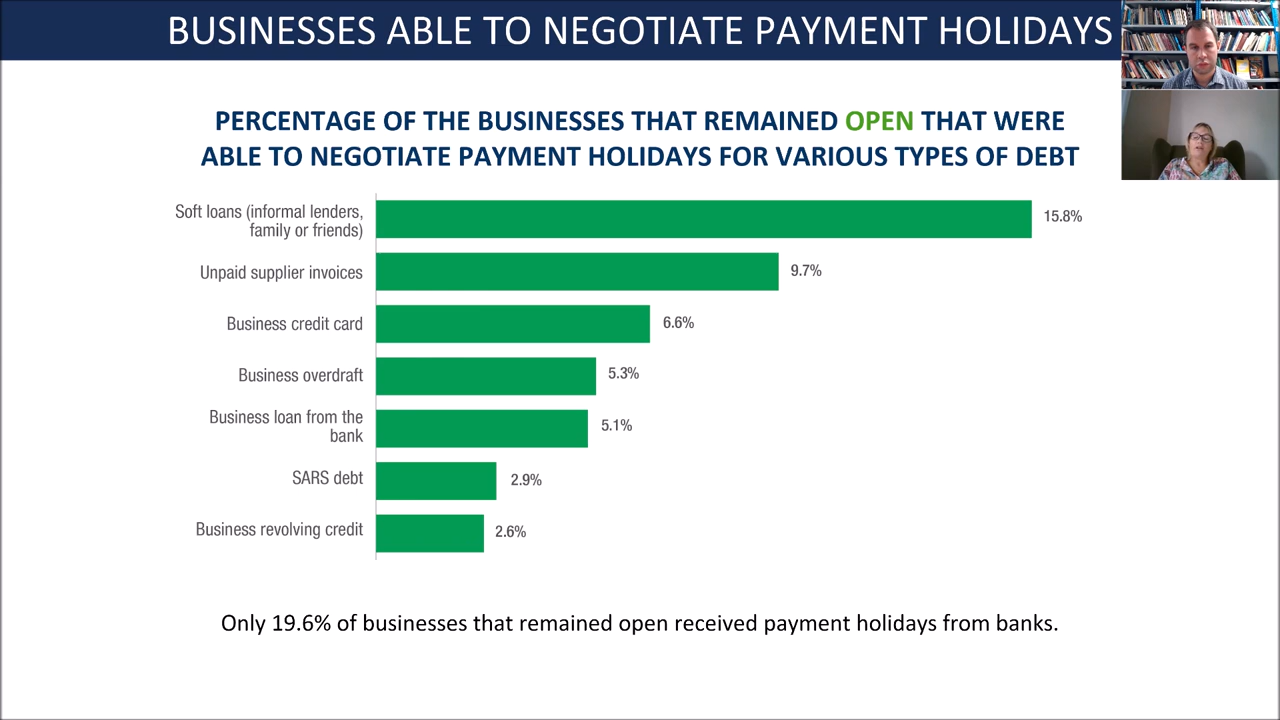 BUSINESSES ABLE TO NEGOTIATE PAYMENT HOLIDAYS
PERCENTAGE OF THE BUSINESSES THAT REMAINED OPEN THAT WERE
ABLE TO NEGOTIATE PAYMENT HOLIDAYS FOR VARIOUS TYPES OF DEBT
Soft loans (informal lenders,
family or friends)
15.8%
Unpaid supplier invoices
9.7%
Business credit card
6.6%
Business overdraft
5.3%
Business loan from the
bank
5.1%
SARS debt
2.9%
Business revolving credit
2.6%
Only 19.6% of businesses that remained open received payment holidays from banks.